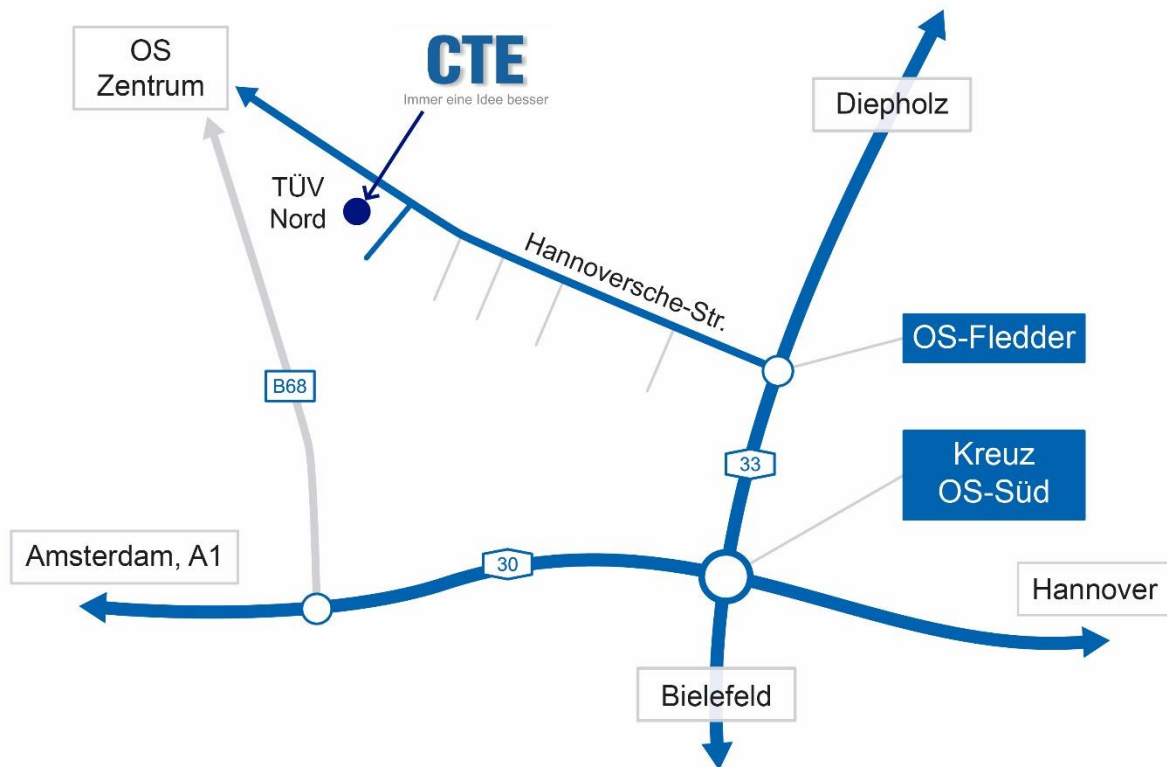 OS
Zentrum
CTE
Immer eine Idee besser
Diepholz
TÜV
Nord
Hannoversche-Str.
OS-Fledder
B68
33
Kreuz
OS-Süd
Amsterdam, A1
30
Hannover
Bielefeld